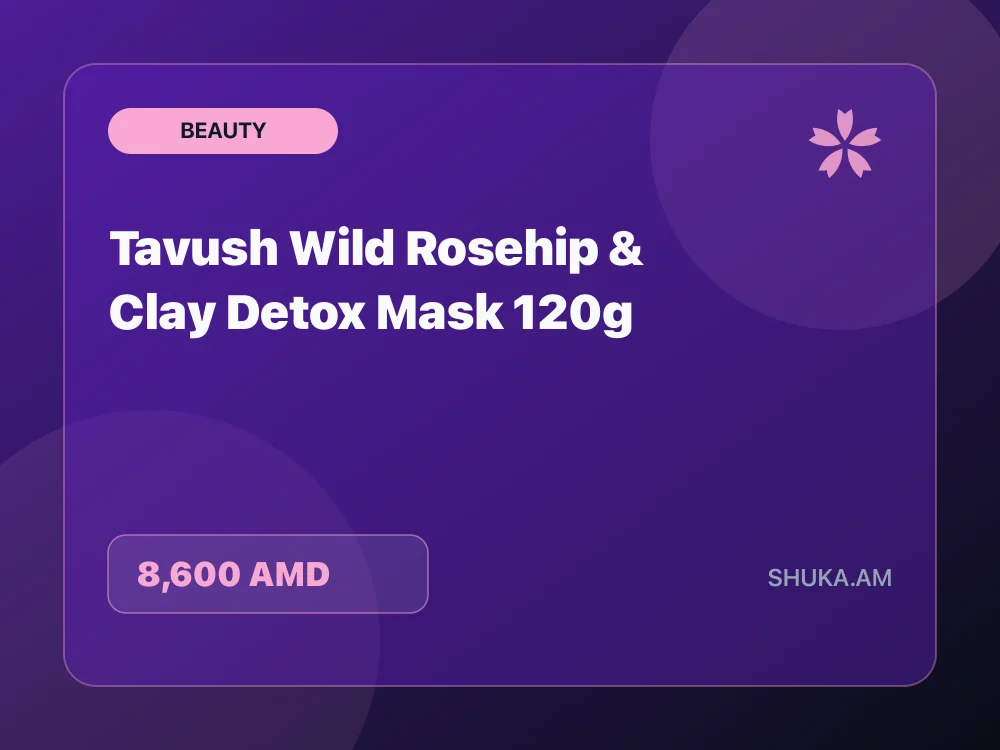 BEAUTY
Tavush Wild Rosehip &
Clay Detox Mask 120g
8,600 AMD
SHUKA.AM